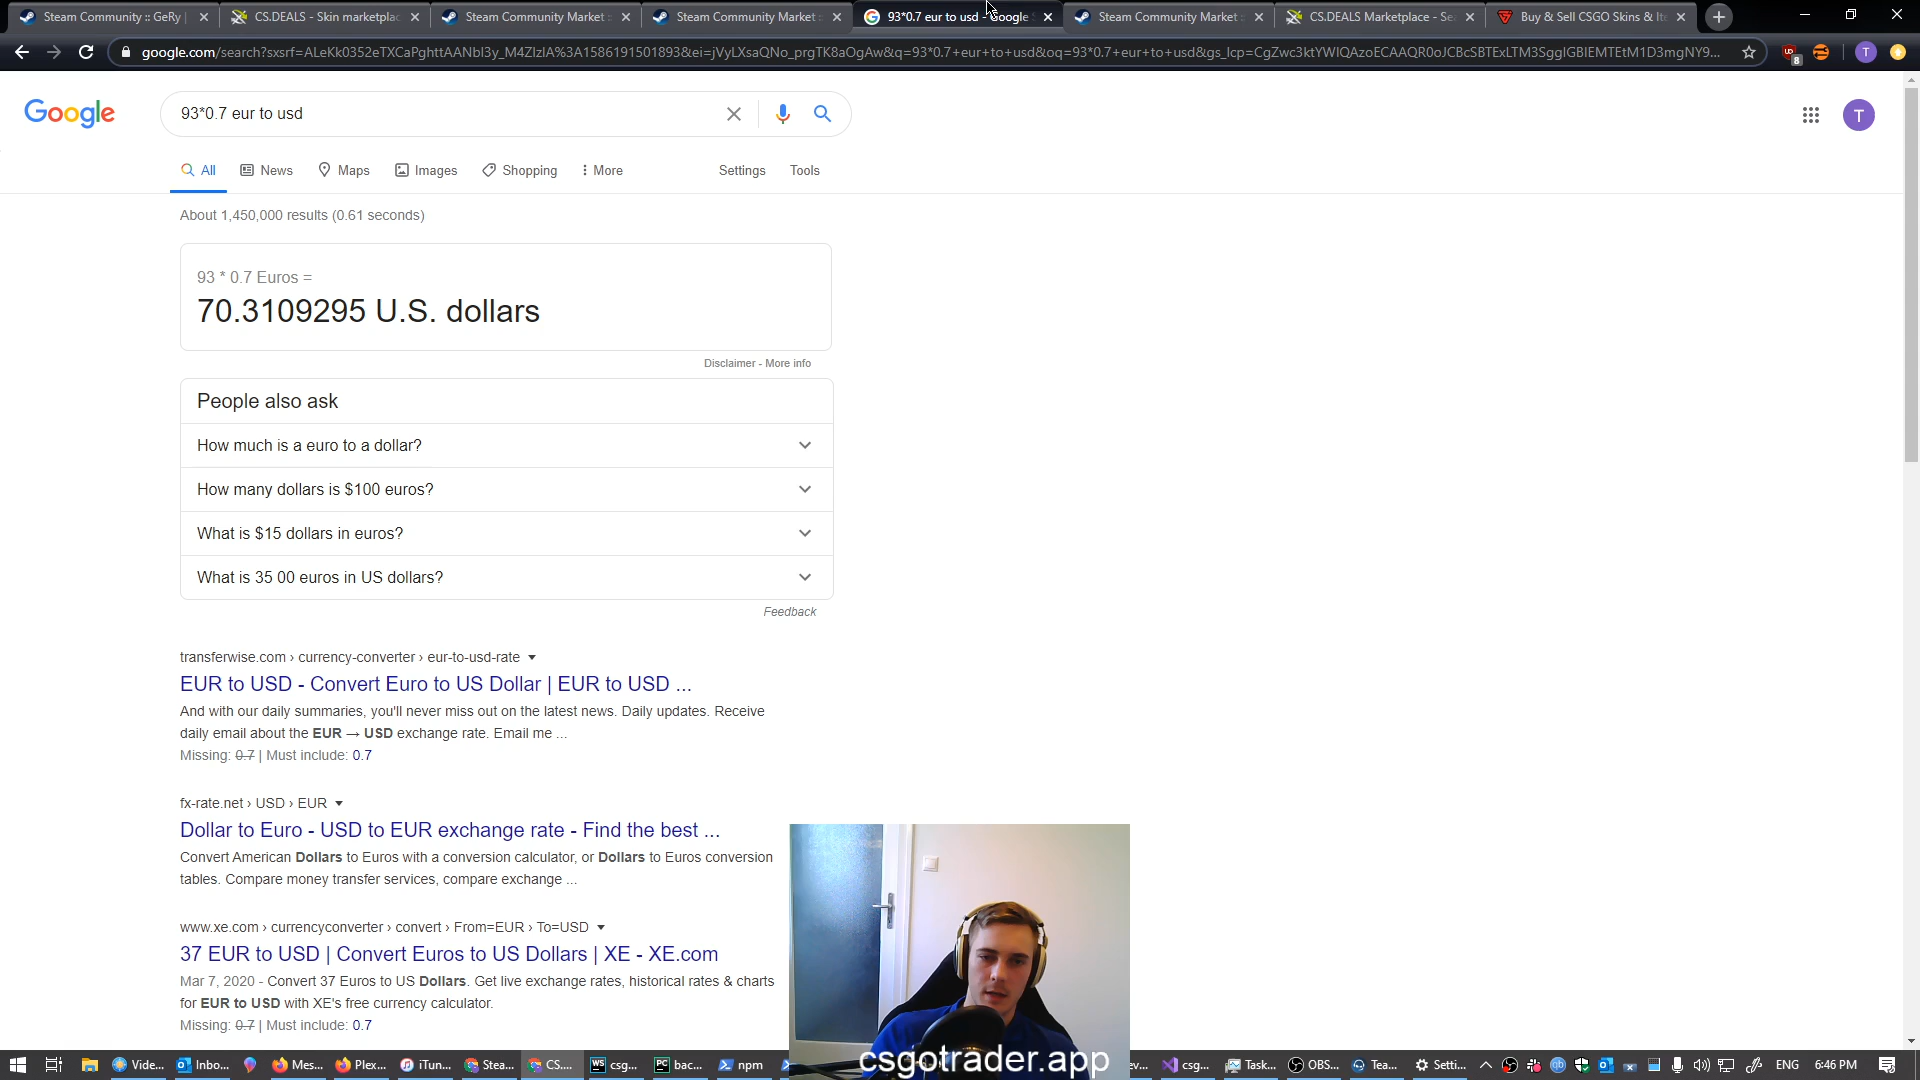 Steam Community :: GeRy
CS.DEALS - Skin marketplac
Steam Community Market :
Steam Community Market :
93*0.7 eur to usd - Google
Steam Community Market :
CS.DEALS Marketplace - Se
Buy & Sell CSGO Skins & It
google.com/search?sxsrf=ALeKk0352eTXCaPghttAANbI3y_M4ZIzIA%3A1586191501893&ei=jVyLXsaQNo_prgTK8aOgAw&q=93*0.7+eur+to+usd&oq=93*0.7+eur+to+usd&gs_lcp=CgZwc3ktYWIQAzoECAAQR0oJCBcSBTExLTM3SggIGBIEMTEtM1D3mgNY9...
8
T
Google
93*0.7 eur to usd
T
All News Maps Images Shopping More Settings Tools
About 1,450,000 results (0.61 seconds)
93 * 0.7 Euros =
70.3109295 U.S. dollars
Disclaimer - More info
People also ask
How much is a euro to a dollar?
How many dollars is $100 euros?
What is $15 dollars in euros?
What is 35 00 euros in US dollars?
Feedback
transferwise.com › currency-converter › eur-to-usd-rate
EUR to USD - Convert Euro to US Dollar | EUR to USD ...
And with our daily summaries, you'll never miss out on the latest news. Daily updates. Receive
daily email about the EUR → USD exchange rate. Email me ...
Missing: 0.7 | Must include: 0.7
fx-rate.net › USD › EUR
Dollar to Euro - USD to EUR exchange rate - Find the best ...
Convert American Dollars to Euros with a conversion calculator, or Dollars to Euros conversion
tables. Compare money transfer services, compare exchange ...
www.xe.com › currencyconverter › convert › From=EUR › To=USD
37 EUR to USD | Convert Euros to US Dollars | XE - XE.com
Mar 7, 2020 - Convert 37 Euros to US Dollars. Get live exchange rates, historical rates & charts
for EUR to USD with XE's free currency calculator.
Missing: 0.7 | Must include: 0.7
csgotrader.app
Vide... Inbo... Mes... Plex... iTun... Stea... CS.... csg... bac... npm ev... csg... Task... OBS... Tea... Setti... ENG 6:46 PM